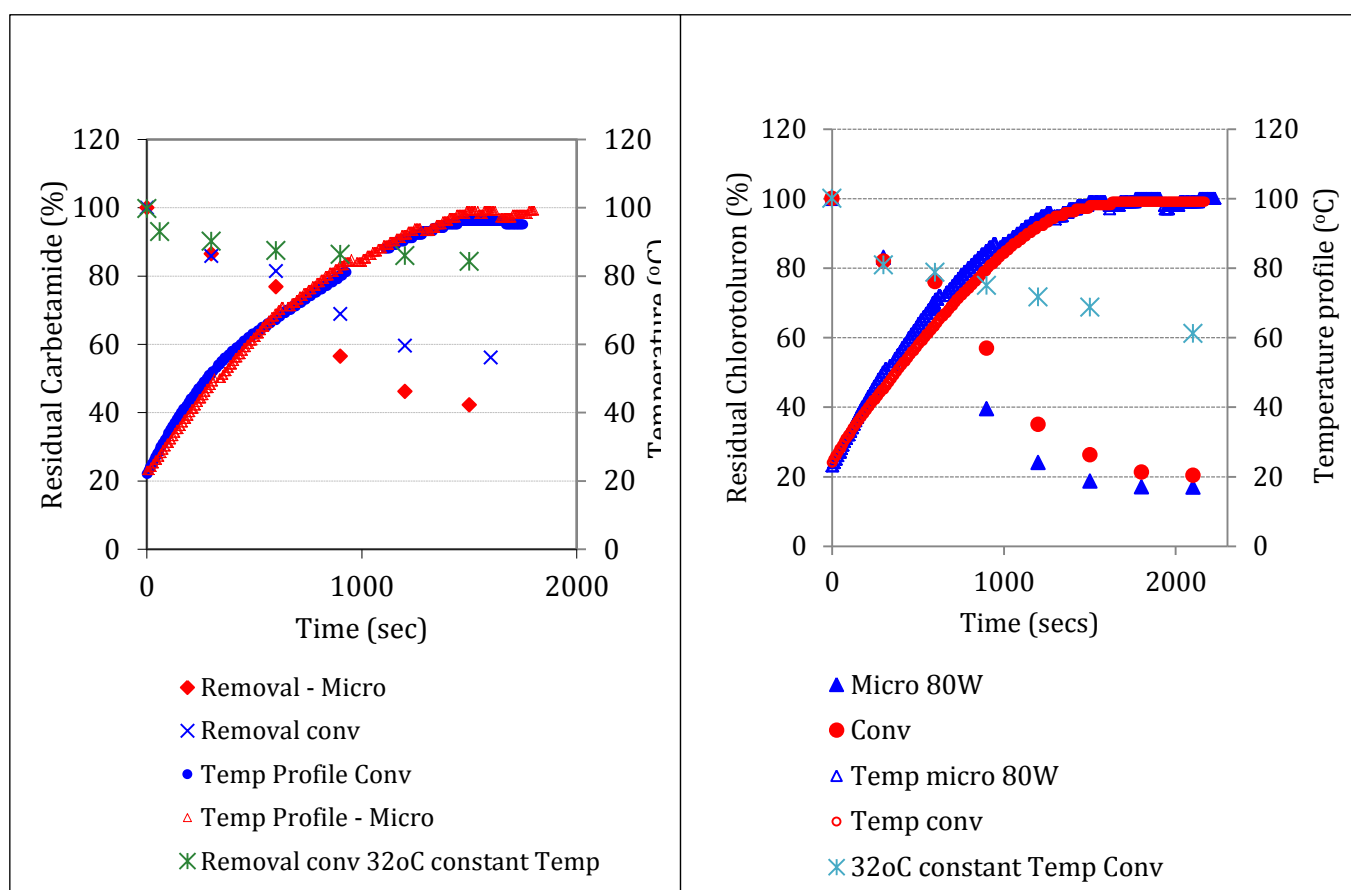 120
100
80
60
40
20
0
Residual Carbetamide (%)
120
100
80
60
40
20
0
Temperature (oC)
0 1000 2000
Time (sec)
Removal - Micro
Removal conv
Temp Profile Conv
Temp Profile - Micro
Removal conv 32oC constant Temp
120
100
80
60
40
20
0
Residual Chlorotoluron (%)
120
100
80
60
40
20
0
Temperature profile (oC)
0 1000 2000
Time (secs)
Micro 80W
Conv
Temp micro 80W
Temp conv
32oC constant Temp Conv